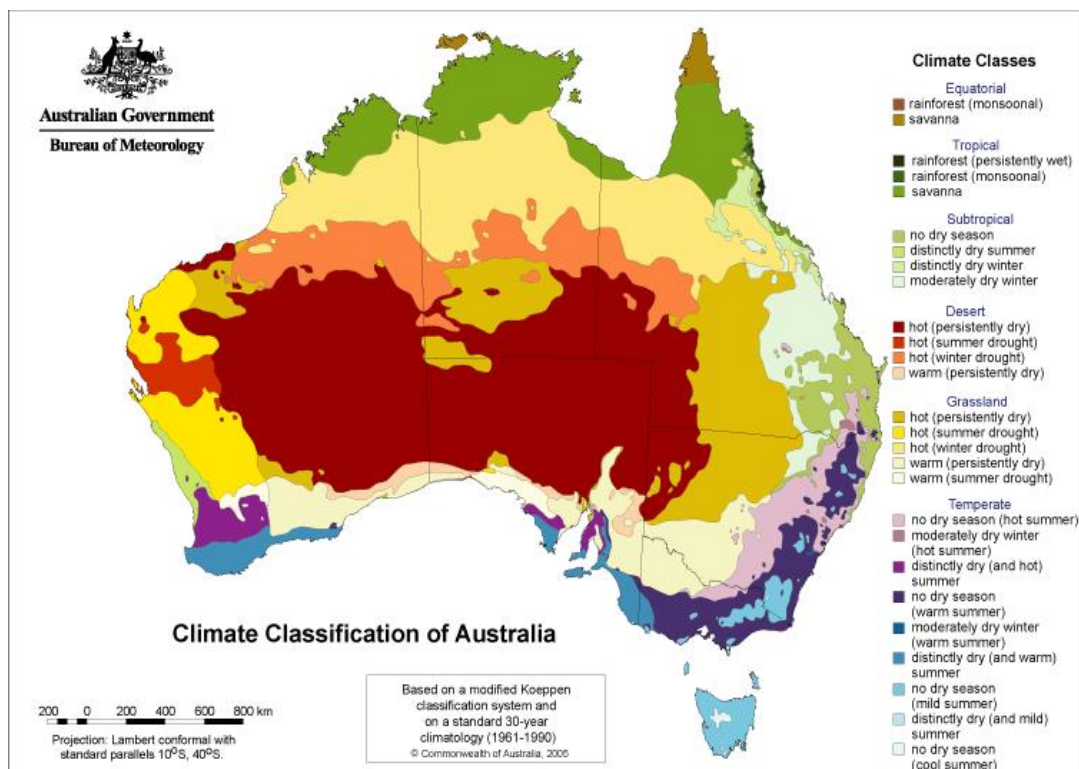 Australian Government
Bureau of Meteorology
Climate Classes
Equatorial
rainforest (monsoonal)
savanna
Tropical
rainforest (persistently wet)
rainforest (monsoonal)
savanna
Subtropical
no dry season
distinctly dry summer
distinctly dry winter
moderately dry winter
Desert
hot (persistently dry)
hot (summer drought)
hot (winter drought)
warm (persistently dry)
Grassland
hot (persistently dry)
hot (summer drought)
hot (winter drought)
warm (persistently dry)
warm (summer drought)
Temperate
no dry season (hot summer)
moderately dry winter
(hot summer)
distinctly dry (and hot)
summer
no dry season
(warm summer)
moderately dry winter
(warm summer)
distinctly dry (and warm)
summer
no dry season
(mild summer)
distinctly dry (and mild)
summer
no dry season
(cool summer)
Climate Classification of Australia
Based on a modified Koeppen
classification system and
on a standard 30-year
climatology (1961-1990)
© Commonwealth of Australia, 2005
200 0 200 400 600 800 km
Projection: Lambert conformal with
standard parallels 10°S, 40°S.